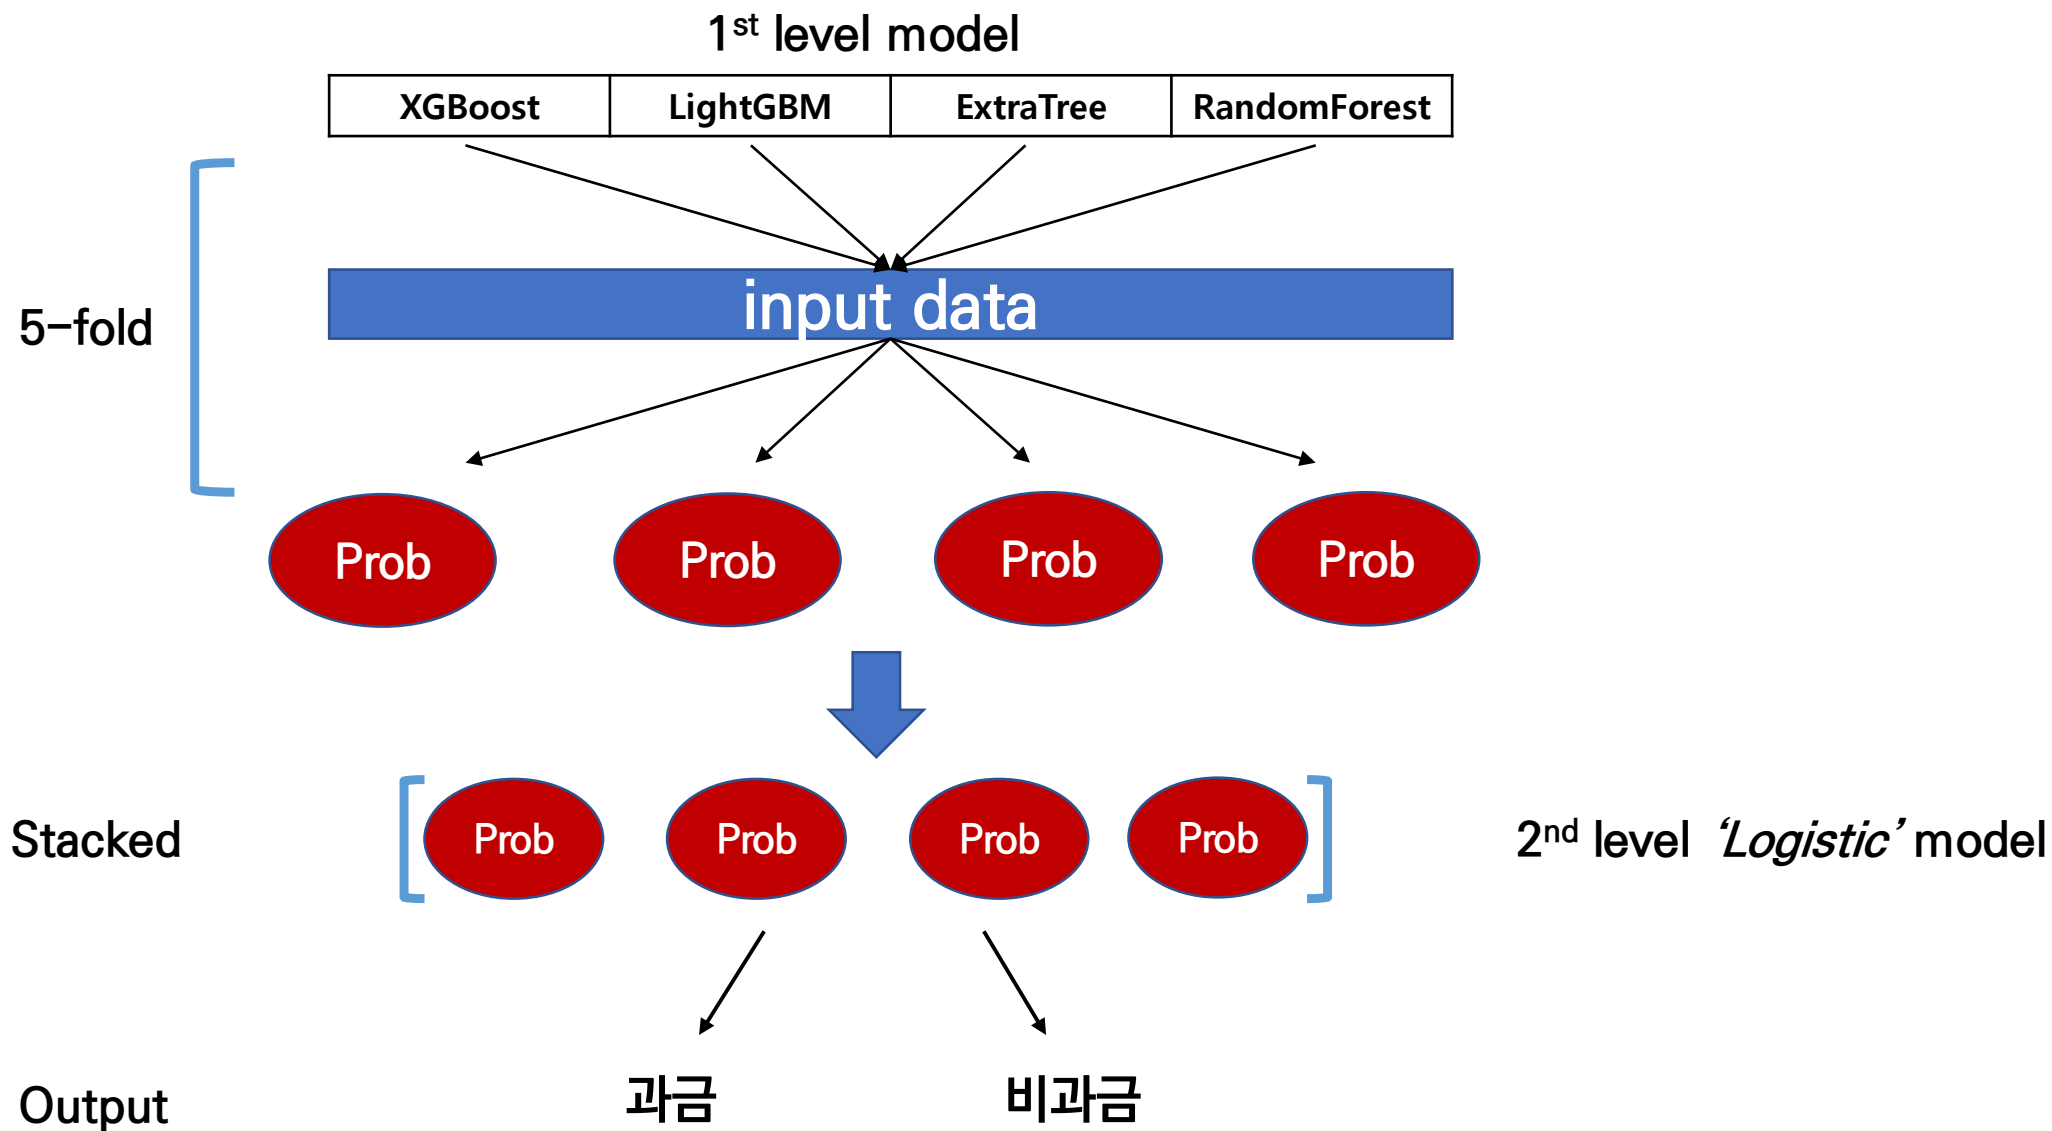 1st level model
XGBoost LightGBM ExtraTree RandomForest
5-fold
input data
Prob Prob Prob Prob
Stacked Prob Prob Prob Prob 2nd level ‘Logistic’ model
Output 과금 비과금